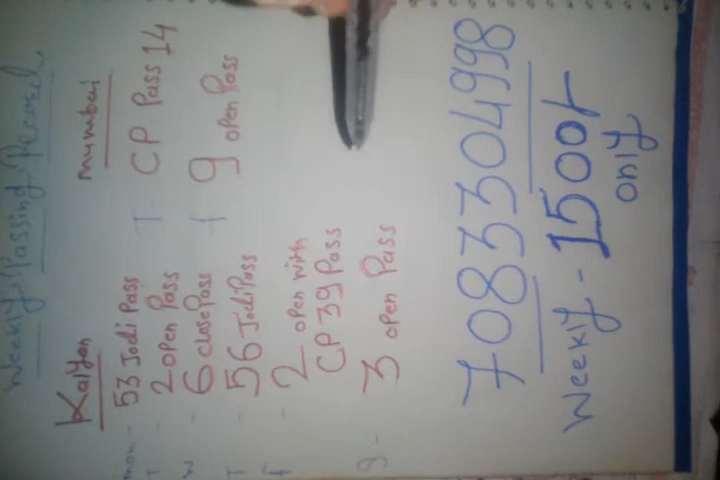 Weekly Passing Record
Kalyan
mon - 53 Jodi Pass
T - 2 open Pass
W - 6 close Pass
T - 56 Jodi Pass
f - 2 open with
CP 39 Pass
g - 3 open Pass
mumbai
T CP Pass 14
f 9 open Pass
7083304998
Weekly - 1500/-
only